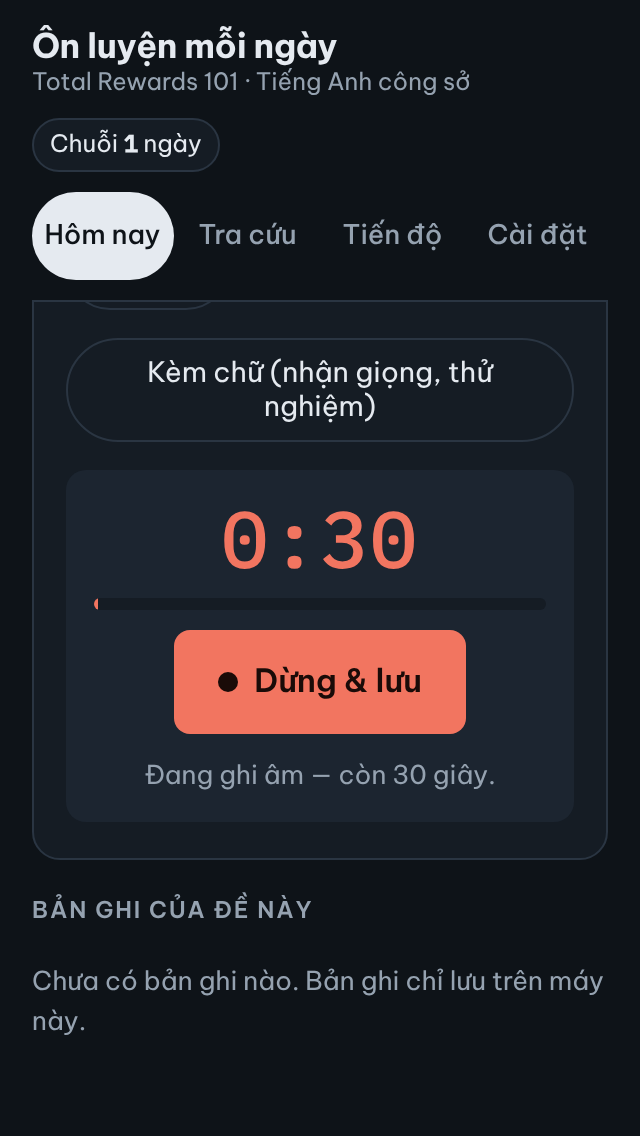 Ôn luyện mỗi ngày
Total Rewards 101 · Tiếng Anh công sở
Chuỗi 1 ngày
Hôm nay
Tra cứu
Tiến độ
Cài đặt
Kèm chữ (nhận giọng, thử
nghiệm)
0:30
Dừng & lưu
Đang ghi âm — còn 30 giây.
BẢN GHI CỦA ĐỀ NÀY
Chưa có bản ghi nào. Bản ghi chỉ lưu trên máy
này.